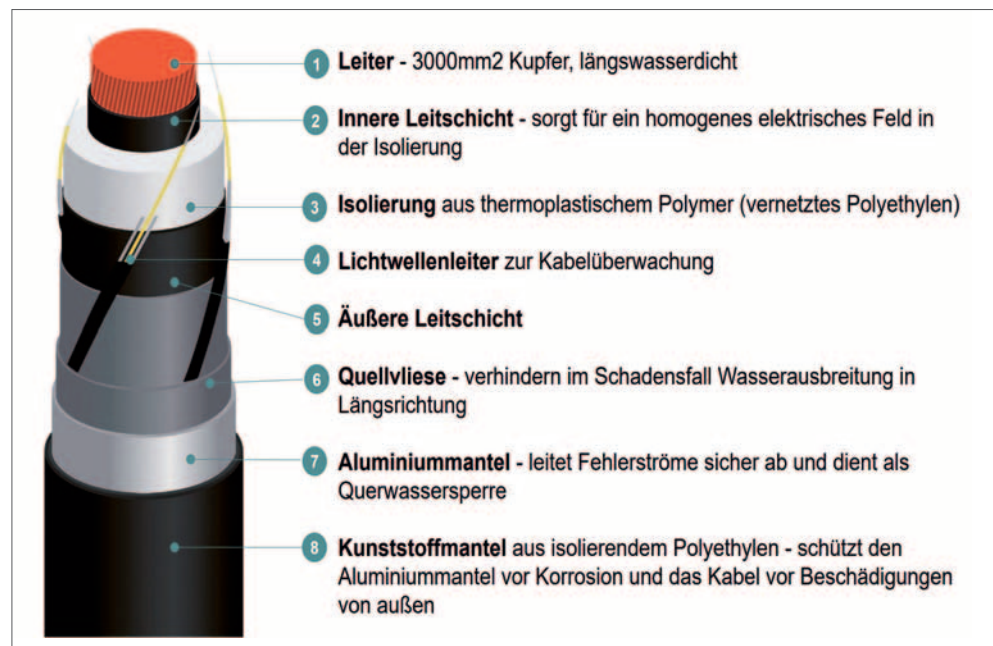 1 Leiter - 3000mm2 Kupfer, längswasserdicht
2 Innere Leitschicht - sorgt für ein homogenes elektrisches Feld in
der Isolierung
3 Isolierung aus thermoplastischem Polymer (vernetztes Polyethylen)
4 Lichtwellenleiter zur Kabelüberwachung
5 Äußere Leitschicht
6 Quellvliese - verhindern im Schadensfall Wasserausbreitung in
Längsrichtung
7 Aluminiummantel - leitet Fehlerströme sicher ab und dient als
Querwassersperre
8 Kunststoffmantel aus isolierendem Polyethylen - schützt den
Aluminiummantel vor Korrosion und das Kabel vor Beschädigungen
von außen